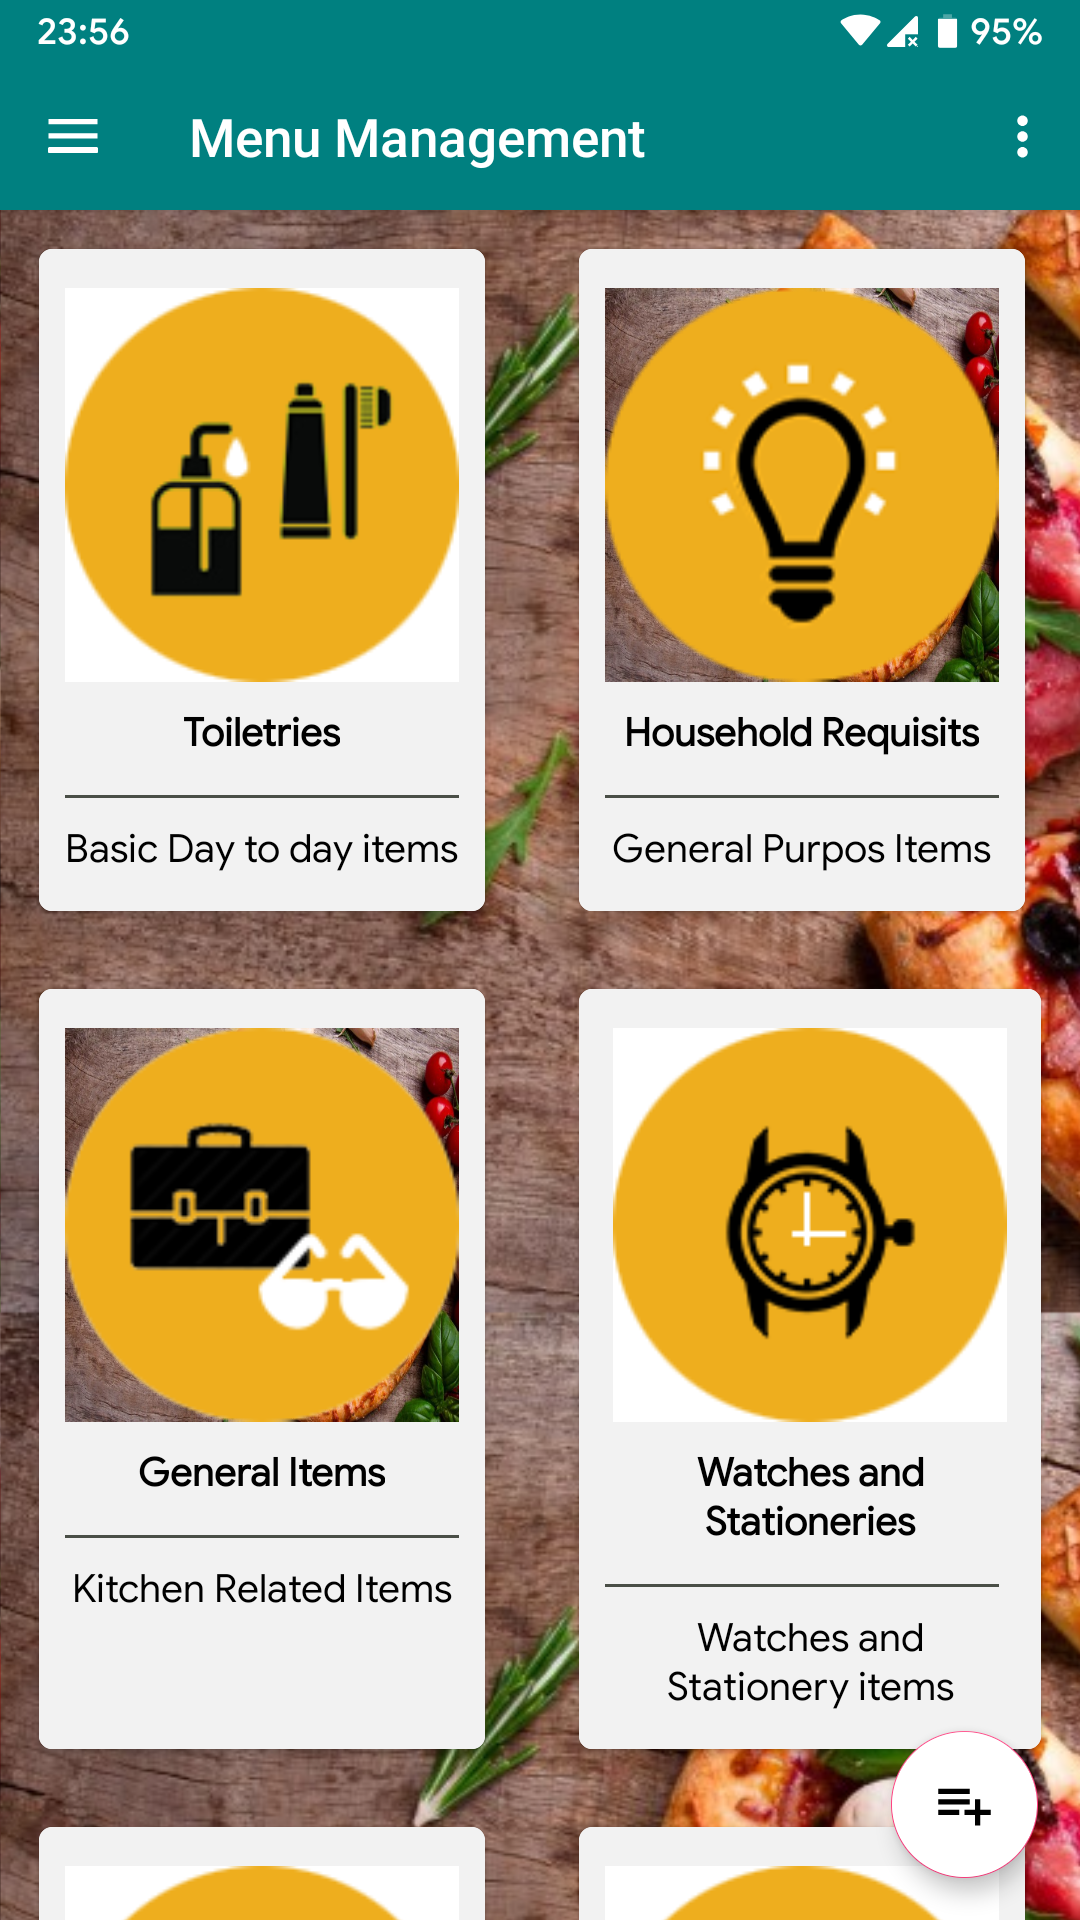 23:56
95%
Menu Management
Toiletries
Basic Day to day items
Household Requisits
General Purpos Items
General Items
Kitchen Related Items
Watches and
Stationeries
Watches and
Stationery items